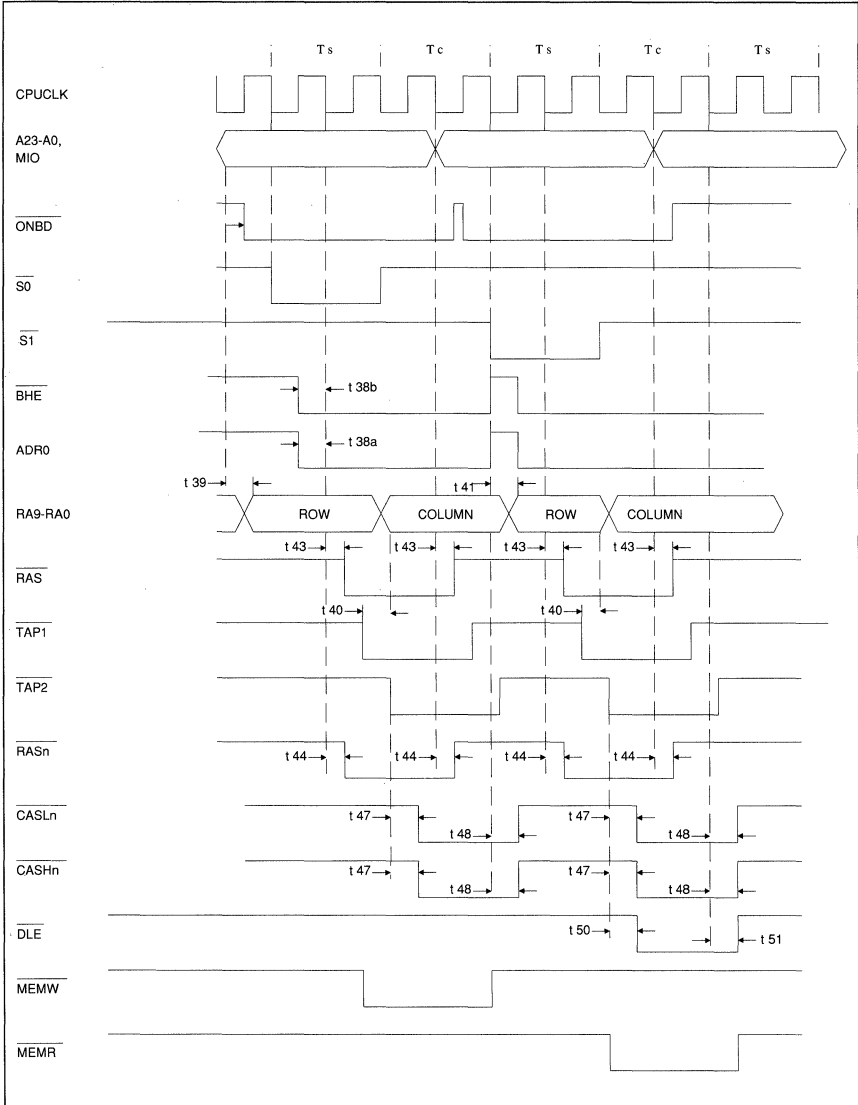 Ts Tc Ts Tc Ts
CPUCLK
A23-A0,
MIO
ONBD
S0
S1
BHE
t 38b
ADR0
t 38a
t 39
t 41
RA9-RA0
ROW COLUMN ROW COLUMN
t 43 t 43 t 43 t 43
RAS
t 40 t 40
TAP1
TAP2
RASn
t 44 t 44 t 44 t 44
CASLn
t 47 t 48 t 47 t 48
CASHn
t 47 t 48 t 47 t 48
DLE
t 50 t 51
MEMW
MEMR